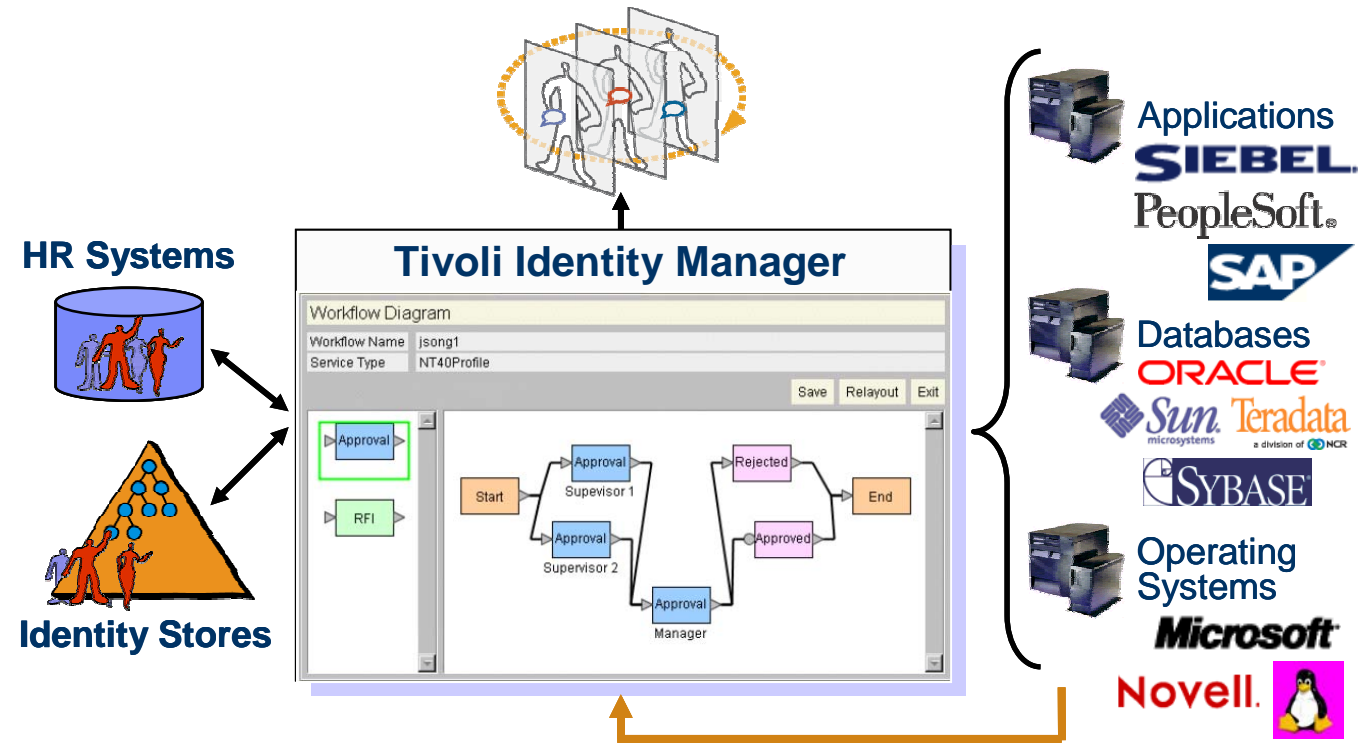 Tivoli Identity Manager
HR Systems
Identity Stores
Workflow Diagram
Workflow Name jsong1
Service Type NT40Profile
Save Relayout Exit
Approval
RFI
Start
Approval
Supevisor 1
Approval
Supervisor 2
Approval
Manager
Rejected
Approved
End
Applications
SIEBEL.
PeopleSoft®
SAP
Databases
ORACLE®
Sun.
microsystems
Teradata
a division of NCR
SYBASE
Operating
Systems
Microsoft
Novell.